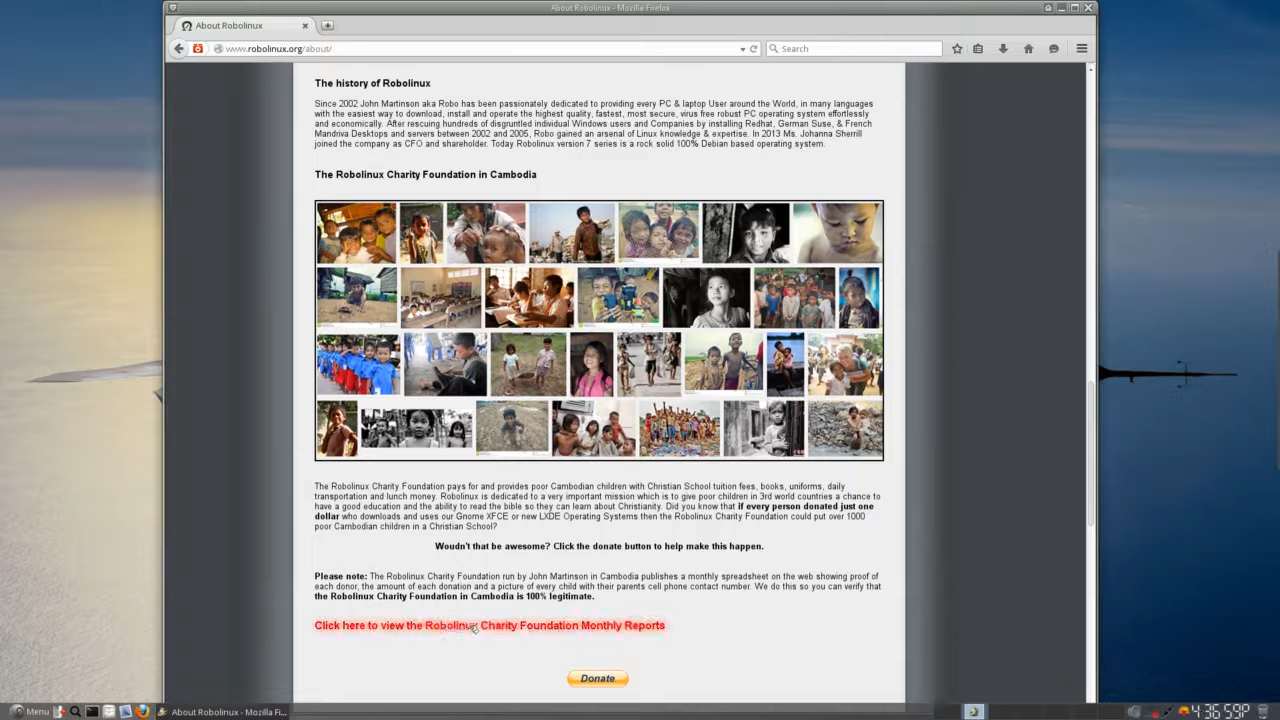 About Robolinux - Mozilla Firefox
About Robolinux
www.robolinux.org/about/
Search
The history of Robolinux
Since 2002 John Martinson aka Robo has been passionately dedicated to providing every PC & laptop User around the World, in many languages
with the easiest way to download, install and operate the highest quality, fastest, most secure, virus free robust PC operating system effortlessly
and economically. After rescuing hundreds of disgruntled individual Windows users and Companies by installing Redhat, German Suse, & French
Mandriva Desktops and servers between 2002 and 2005, Robo gained an arsenal of Linux knowledge & expertise. In 2013 Ms. Johanna Sherrill
joined the company as CFO and shareholder. Today Robolinux version 7 series is a rock solid 100% Debian based operating system.
The Robolinux Charity Foundation in Cambodia
The Robolinux Charity Foundation pays for and provides poor Cambodian children with Christian School tuition fees, books, uniforms, daily
transportation and lunch money. Robolinux is dedicated to a very important mission which is to give poor children in 3rd world countries a chance to
have a good education and the ability to read the bible so they can learn about Christianity. Did you know that if every person donated just one
dollar who downloads and uses our Gnome XFCE or new LXDE Operating Systems then the Robolinux Charity Foundation could put over 1000
poor Cambodian children in a Christian School?
Woudn't that be awesome? Click the donate button to help make this happen.
Please note: The Robolinux Charity Foundation run by John Martinson in Cambodia publishes a monthly spreadsheet on the web showing proof of
each donor, the amount of each donation and a picture of every child with their parents cell phone contact number. We do this so you can verify that
the Robolinux Charity Foundation in Cambodia is 100% legitimate.
Click here to view the Robolinux Charity Foundation Monthly Reports
Donate
Menu
About Robolinux - Mozilla Fi...
4:36:59P